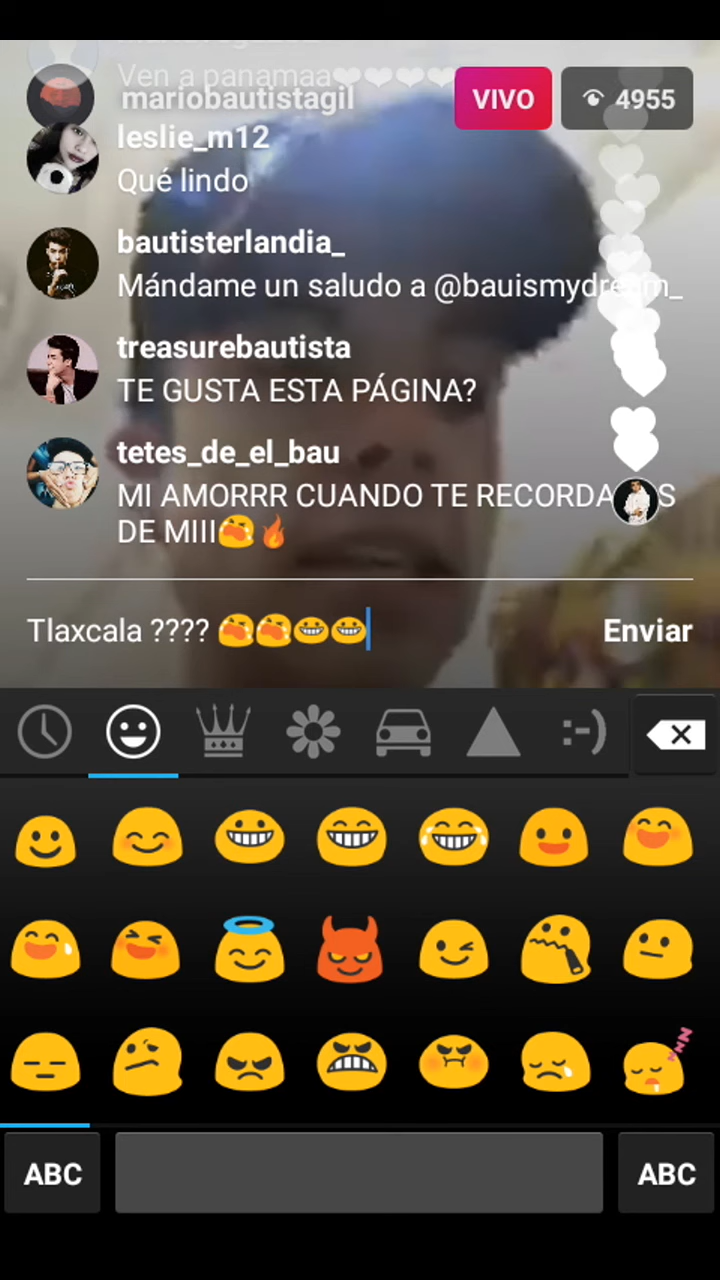 Ven a panamaa❤❤❤❤
mariobautistagil
VIVO
4955
leslie_m12
Qué lindo
bautisterlandia_
Mándame un saludo a @bauismydream_
treasurebautista
TE GUSTA ESTA PÁGINA?
tetes_de_el_bau
MI AMORRR CUANDO TE
DE MIII😭🔥
Tlaxcala ???? 😭😭😁😁
Enviar
:-)
ABC
ABC